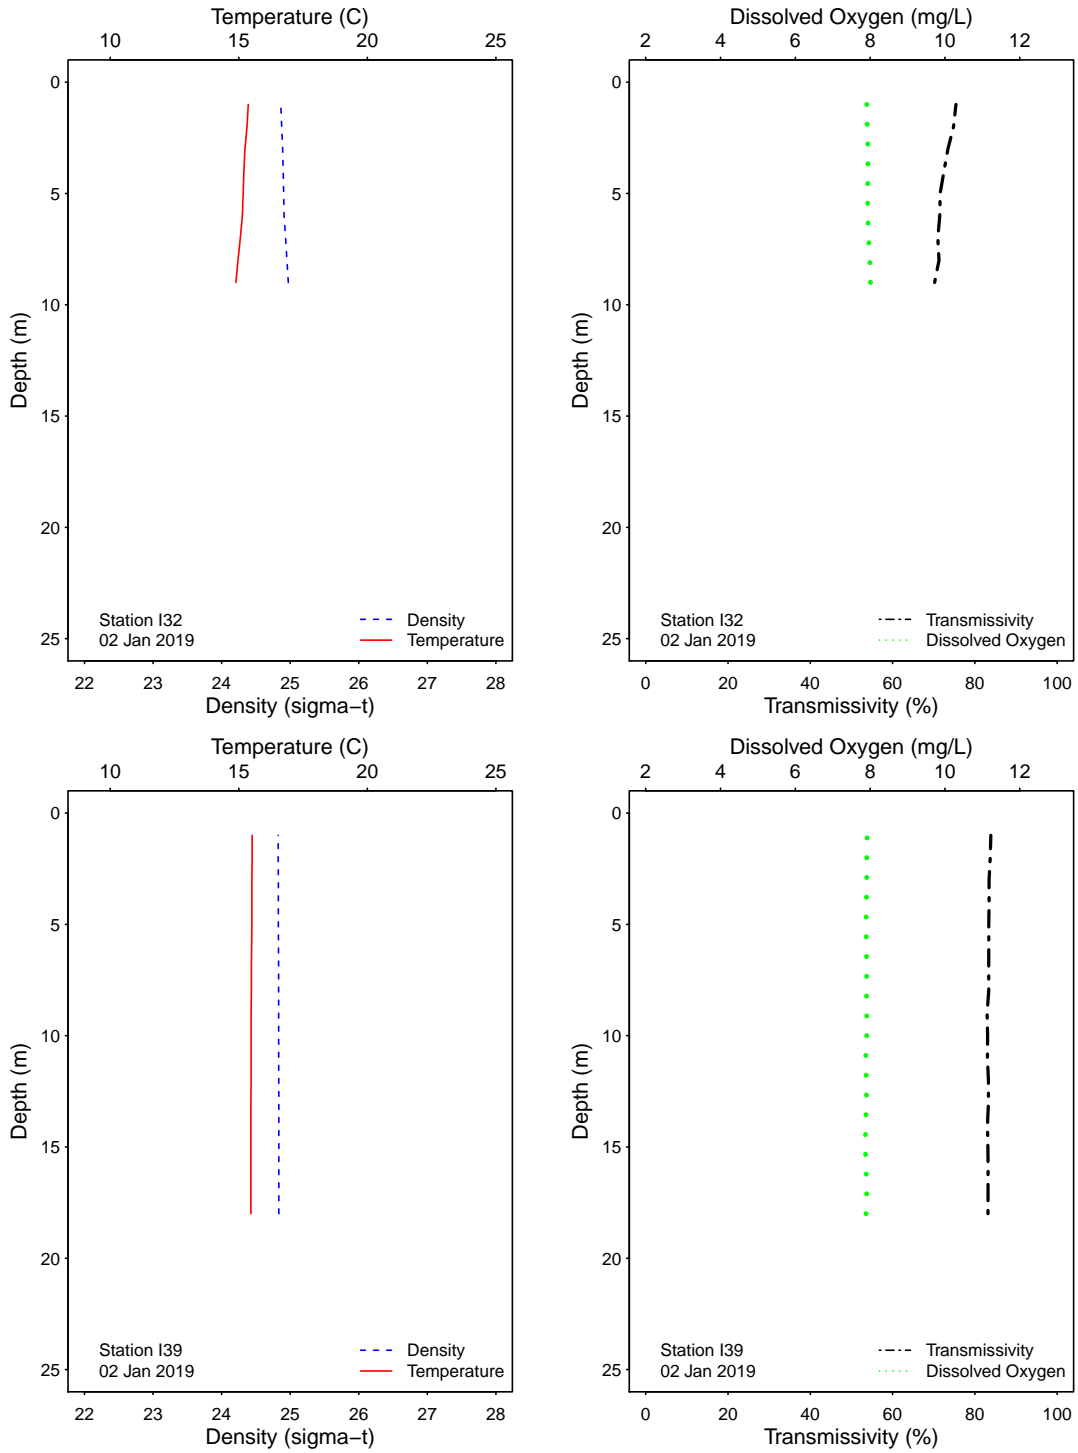 Temperature (C)
10 15 20 25
0
5
10
15
20
25
Depth (m)
Station I32
02 Jan 2019
Density
Temperature
22 23 24 25 26 27 28
Density (sigma−t)
Dissolved Oxygen (mg/L)
2 4 6 8 10 12
0
5
10
15
20
25
Depth (m)
Station I32
02 Jan 2019
Transmissivity
Dissolved Oxygen
0 20 40 60 80 100
Transmissivity (%)
Temperature (C)
10 15 20 25
0
5
10
15
20
25
Depth (m)
Station I39
02 Jan 2019
Density
Temperature
22 23 24 25 26 27 28
Density (sigma−t)
Dissolved Oxygen (mg/L)
2 4 6 8 10 12
0
5
10
15
20
25
Depth (m)
Station I39
02 Jan 2019
Transmissivity
Dissolved Oxygen
0 20 40 60 80 100
Transmissivity (%)